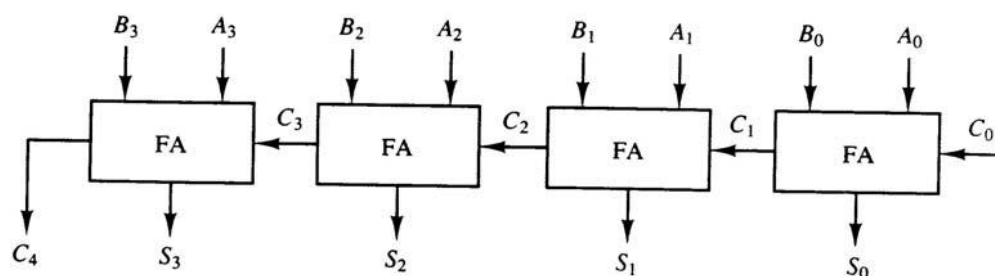 B₃ A₃ B₂ A₂ B₁ A₁ B₀ A₀
FA C₃ FA C₂ FA C₁ FA C₀
C₄ S₃ S₂ S₁ S₀